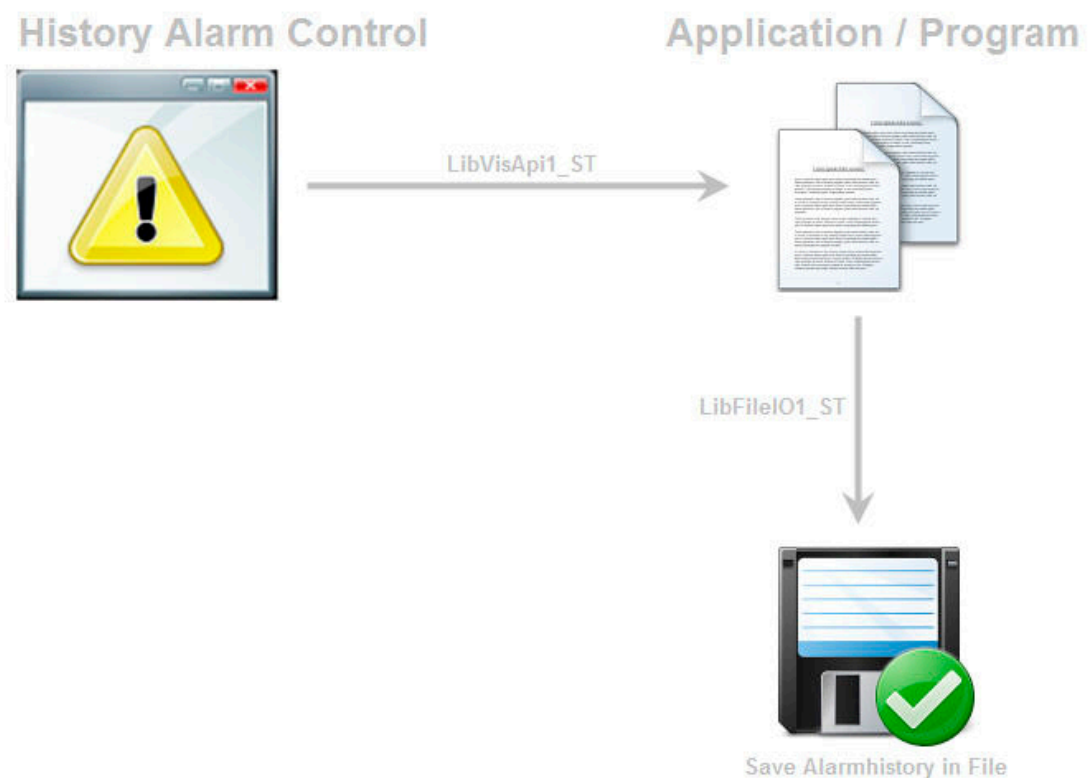 History Alarm Control
Application / Program
LibVisApi1_ST
LibFileIO1_ST
Save Alarmhistory in File